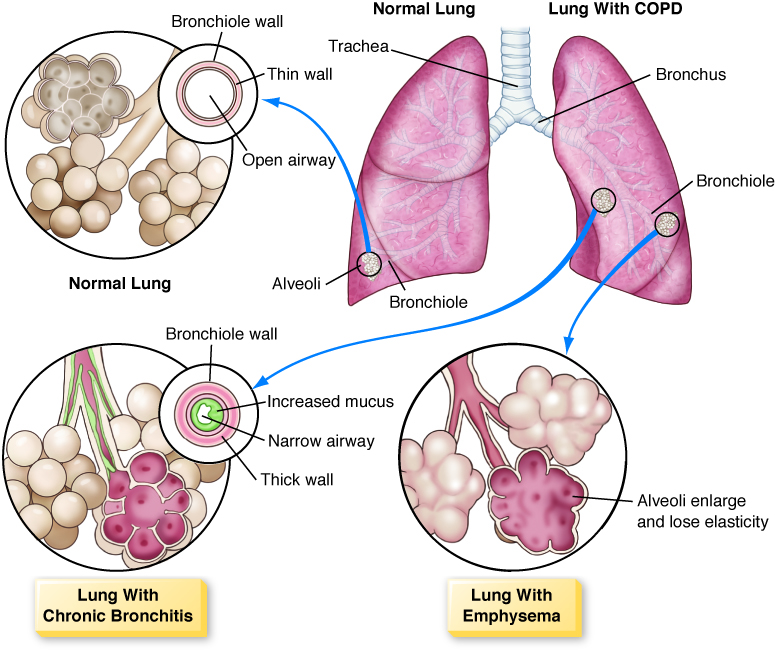 Normal Lung
Lung With COPD
Bronchiole wall
Trachea
Thin wall
Bronchus
Open airway
Bronchiole
Normal Lung
Alveoli
Bronchiole
Bronchiole wall
Increased mucus
Narrow airway
Thick wall
Alveoli enlarge
and lose elasticity
Lung With
Chronic Bronchitis
Lung With
Emphysema